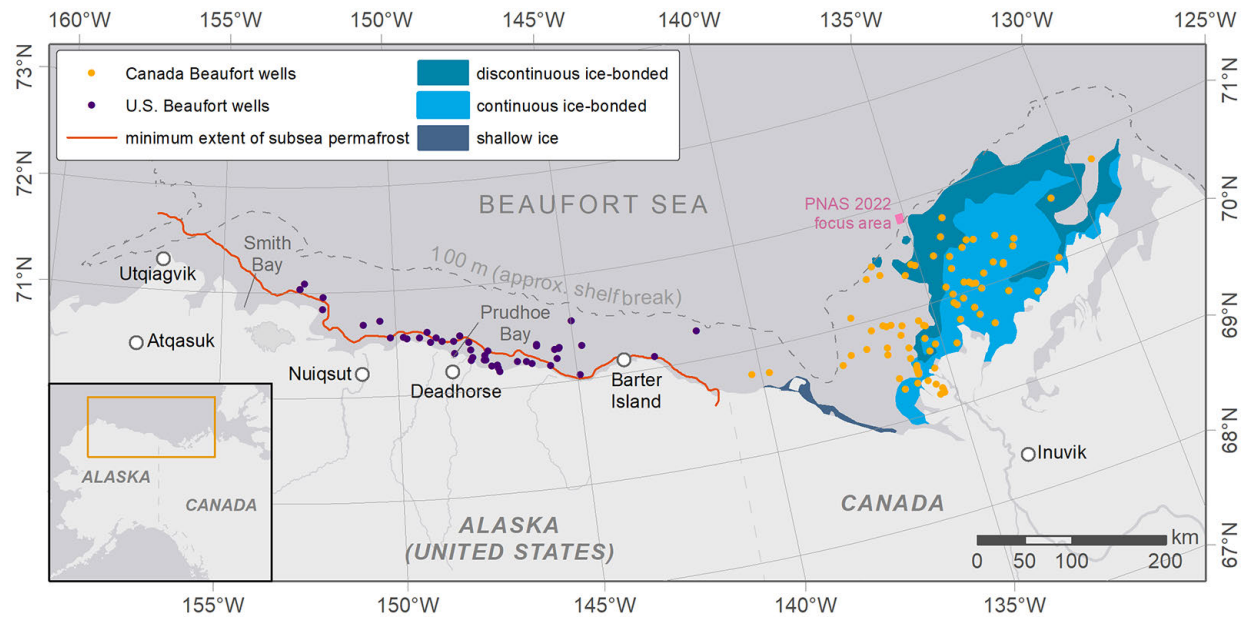 160°W 155°W 150°W 145°W 140°W 135°W 130°W 125°W
73°N
72°N
71°N
Canada Beaufort wells
U.S. Beaufort wells
minimum extent of subsea permafrost
discontinuous ice-bonded
continuous ice-bonded
shallow ice
71°N
70°N
69°N
68°N
67°N
BEAUFORT SEA
PNAS 2022
focus area
100 m (approx. shelf break)
Smith
Bay
Utqiagvik
Prudhoe
Bay
Atqasuk
Nuiqsut
Deadhorse
Barter
Island
Inuvik
ALASKA
CANADA
CANADA
ALASKA
(UNITED STATES)
km
0 50 100 200
155°W 150°W 145°W 140°W 135°W